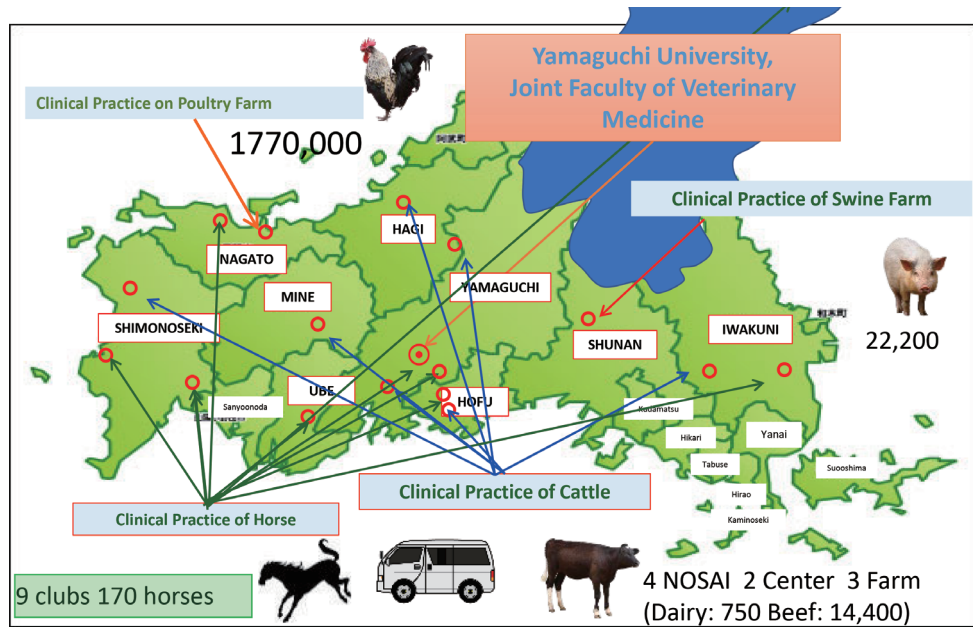 Yamaguchi University,
Joint Faculty of Veterinary
Medicine
Clinical Practice on Poultry Farm
1770,000
Clinical Practice of Swine Farm
22,200
HAGI
NAGATO
YAMAGUCHI
MINE
SHIMONOSEKI
SHUNAN
IWAKUNI
UBE
HOFU
Sanyoonoda
Kudamatsu
Hikari
Yanai
Tabuse
Suooshima
Hirao
Kaminoseki
Clinical Practice of Cattle
Clinical Practice of Horse
9 clubs 170 horses
4 NOSAI 2 Center 3 Farm
(Dairy: 750 Beef: 14,400)